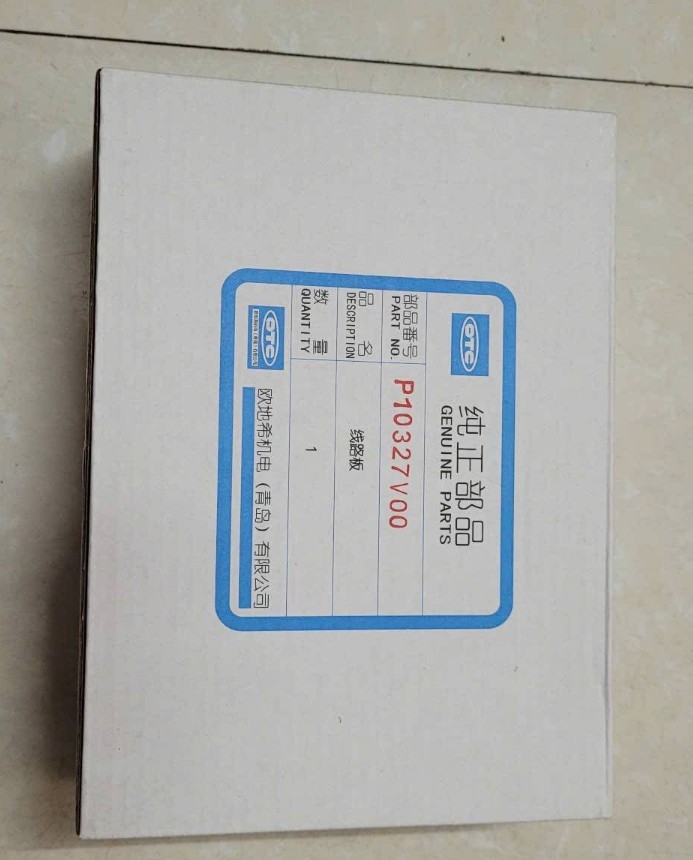 OTC
纯正部品
GENUINE PARTS
部品番号
PART NO.
P10327V00
品 名
DESCRIPTION
线路板
数 量
QUANTITY
1
OTC
欧地希机电（青岛）有限公司